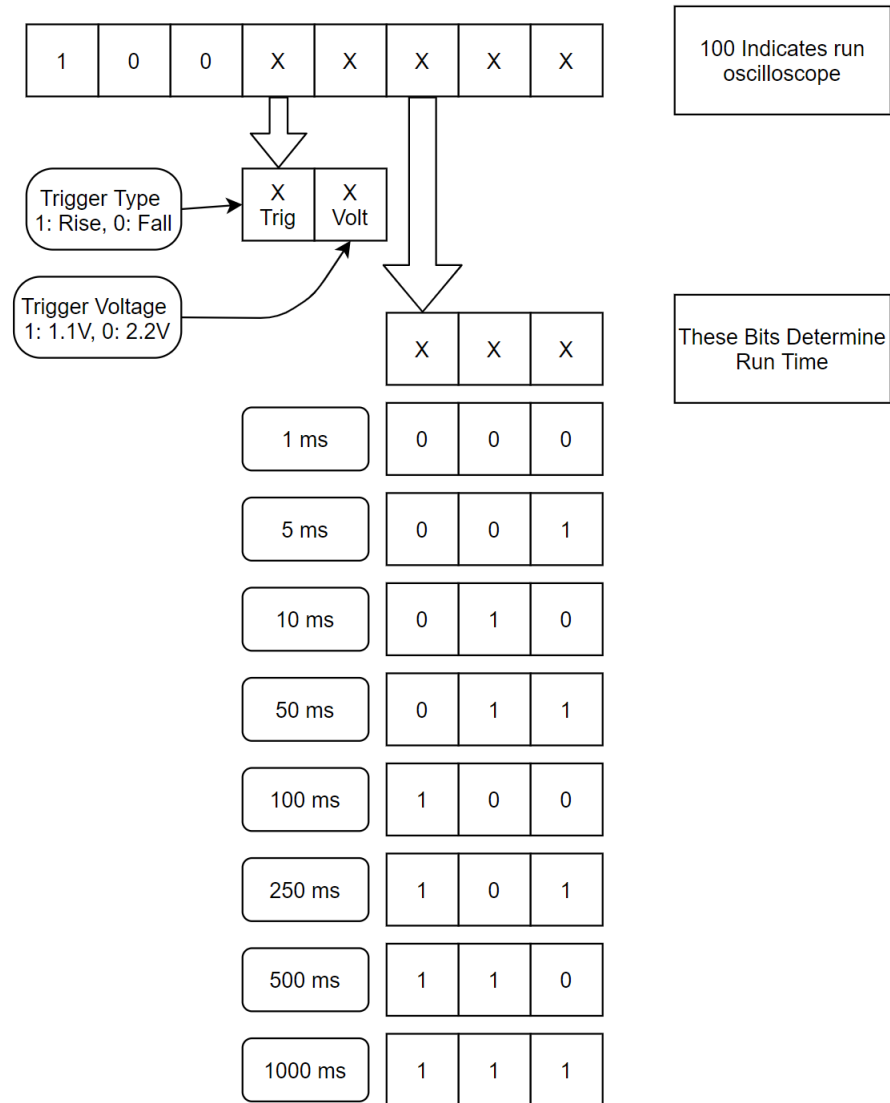 1 0 0 X X X X X
100 Indicates run
oscilloscope
Trigger Type
1: Rise, 0: Fall
X X
Trig Volt
Trigger Voltage
1: 1.1V, 0: 2.2V
X X X
These Bits Determine
Run Time
1 ms 0 0 0
5 ms 0 0 1
10 ms 0 1 0
50 ms 0 1 1
100 ms 1 0 0
250 ms 1 0 1
500 ms 1 1 0
1000 ms 1 1 1